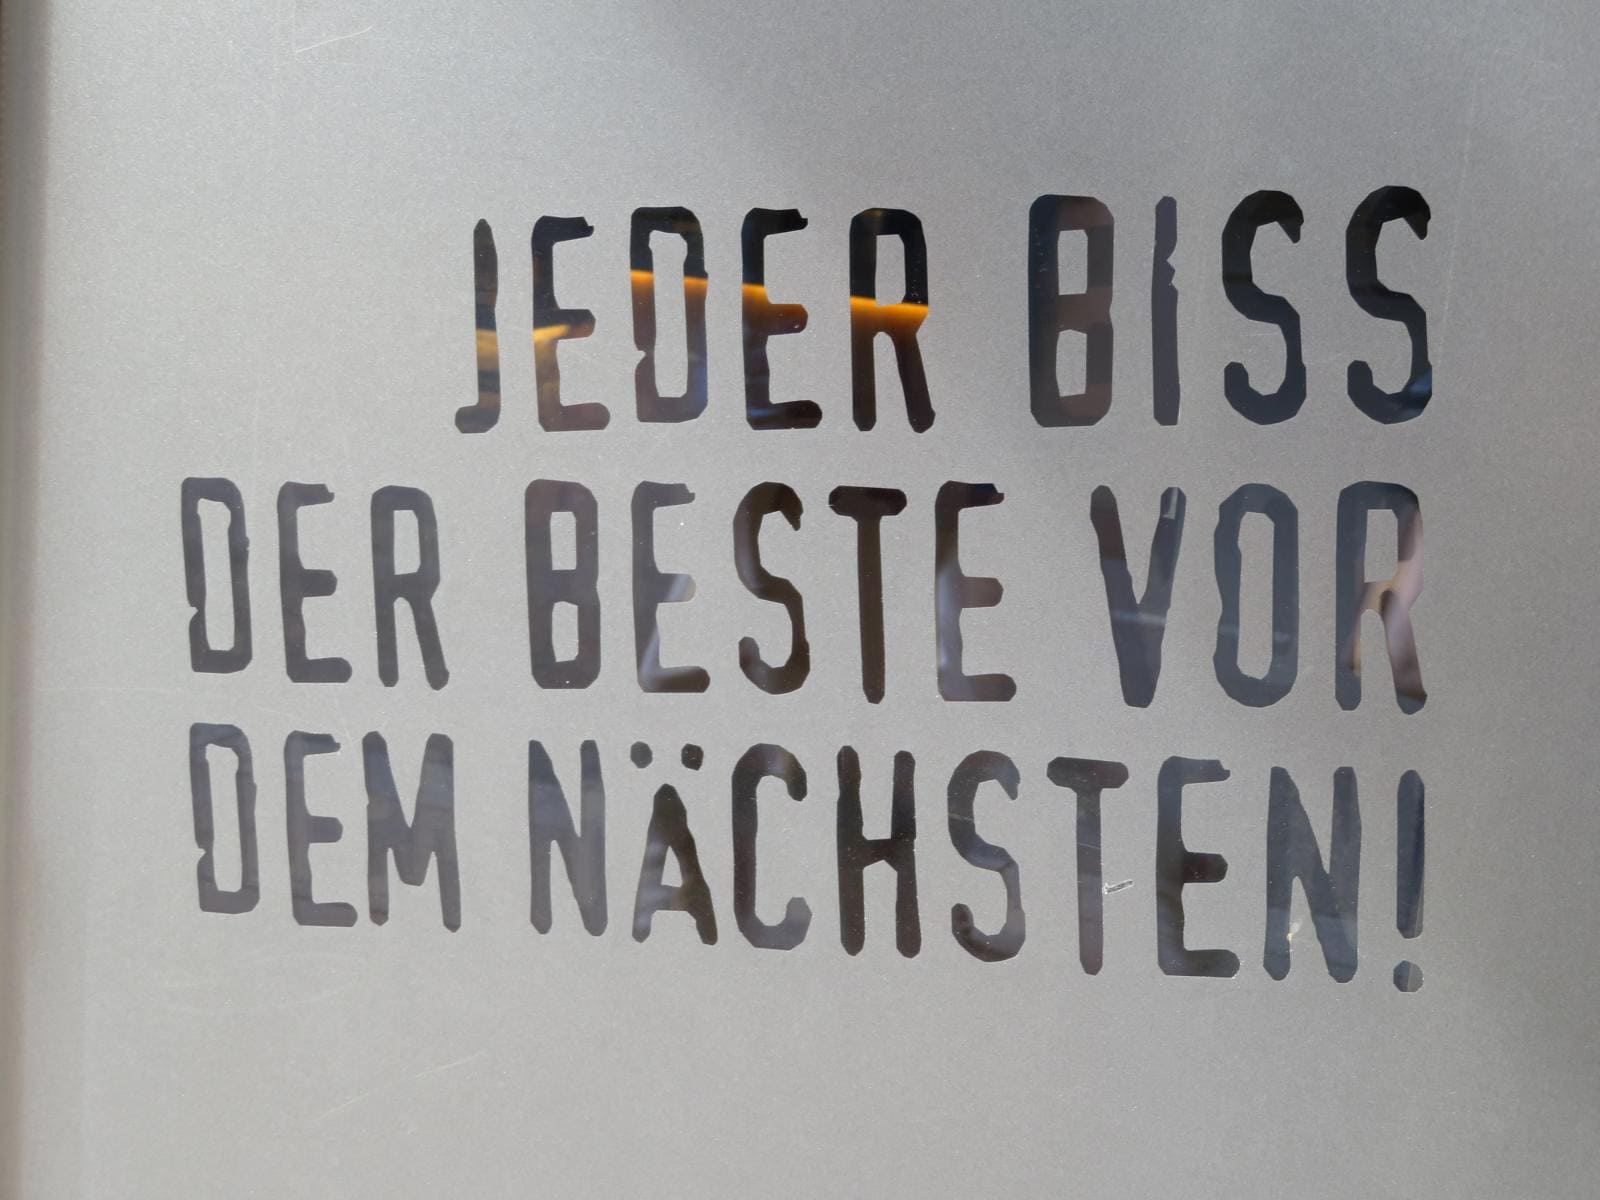 JEDER BISS
DER BESTE VOR
DEM NÄCHSTEN!